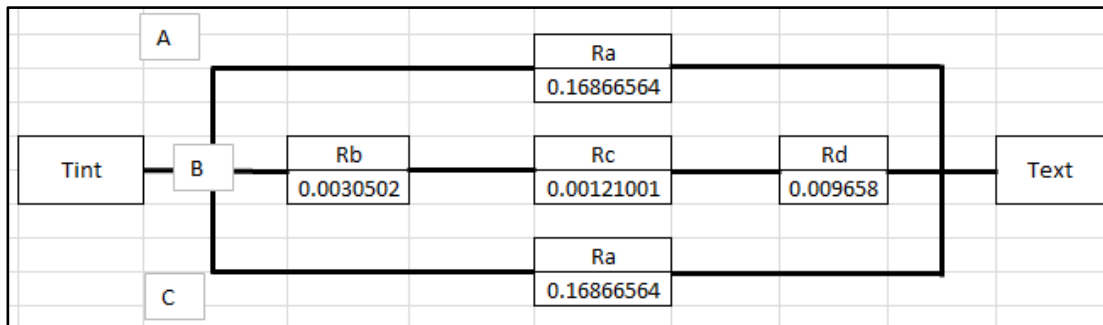 A
Ra
0.16866564
Tint
B
Rb
0.0030502
Rc
0.00121001
Rd
0.009658
Text
Ra
0.16866564
C